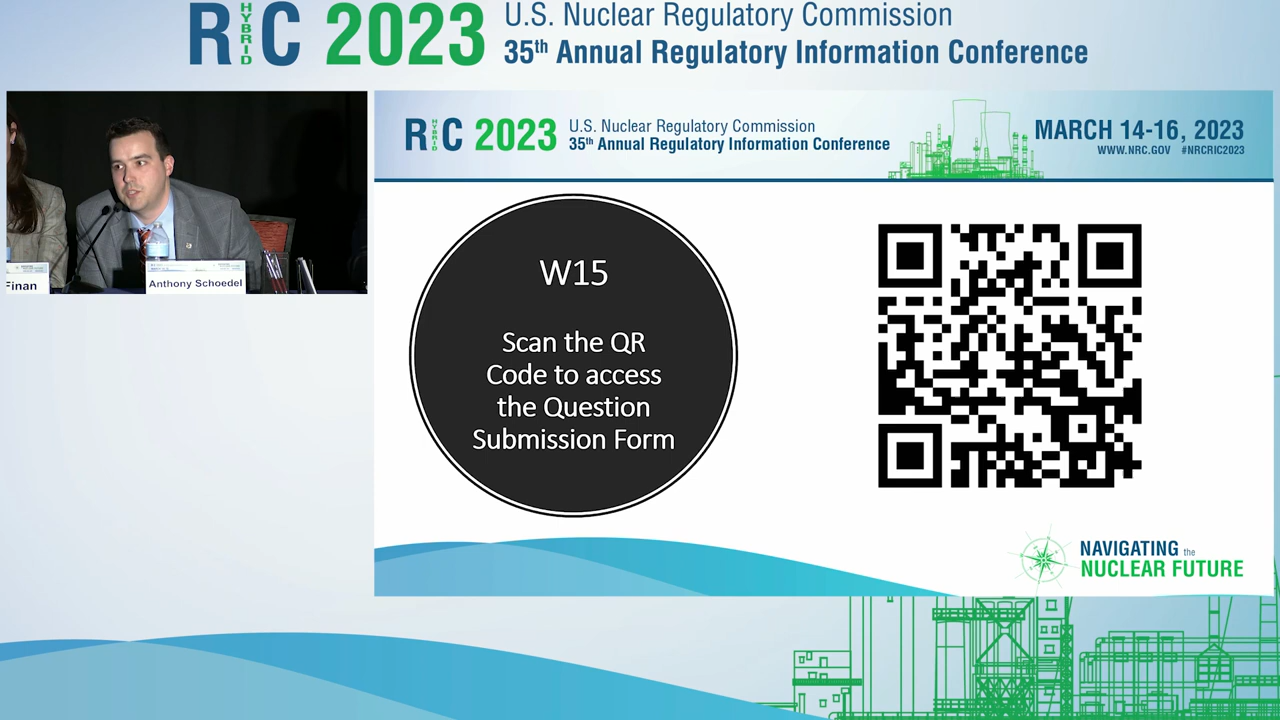 RIC 2023
HYBRID
U.S. Nuclear Regulatory Commission
35th Annual Regulatory Information Conference
RIC 2023
HYBRID
U.S. Nuclear Regulatory Commission
35th Annual Regulatory Information Conference
MARCH 14-16, 2023
WWW.NRC.GOV #NRCRIC2023
Finan
Anthony Schoedel
W15
Scan the QR
Code to access
the Question
Submission Form
NAVIGATING the
NUCLEAR FUTURE